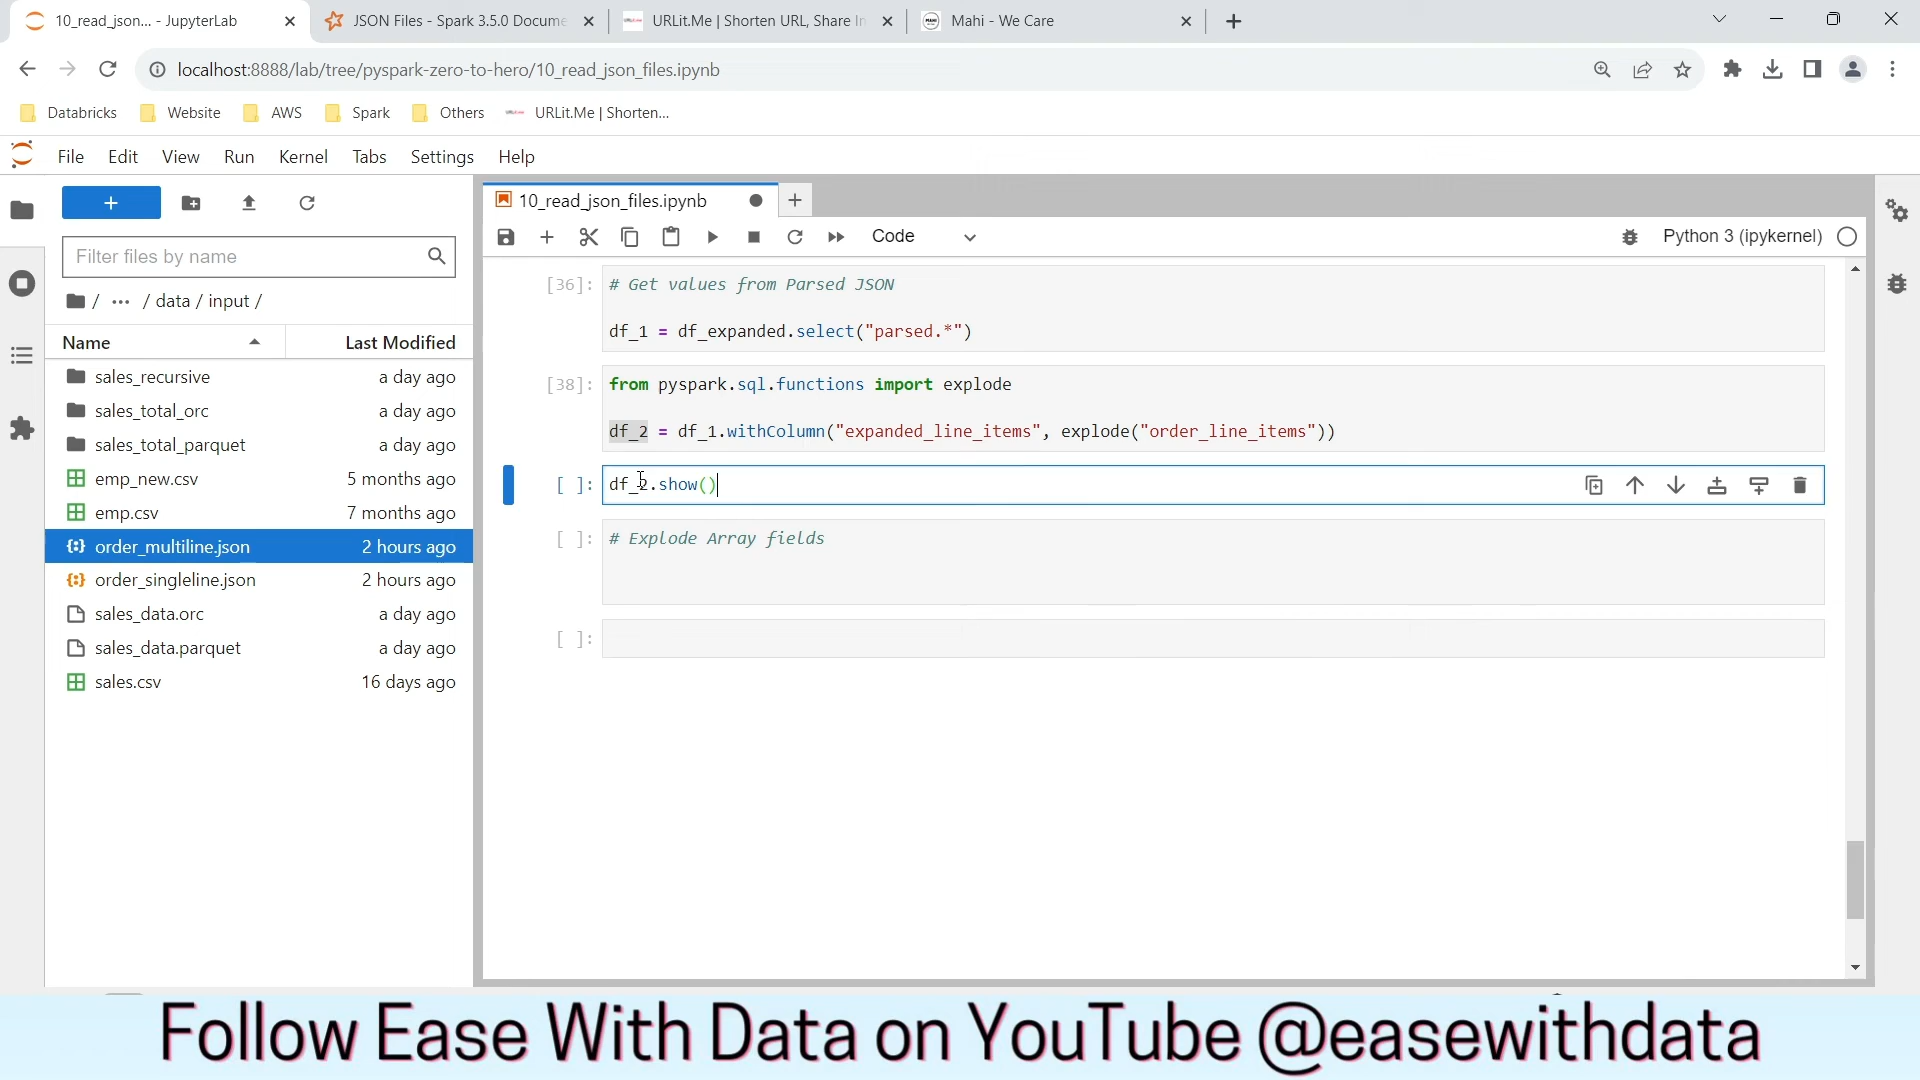 10_read_json... - JupyterLab
JSON Files - Spark 3.5.0 Docume
URLit.Me | Shorten URL, Share In
Mahi - We Care
localhost:8888/lab/tree/pyspark-zero-to-hero/10_read_json_files.ipynb
Databricks
Website
AWS
Spark
Others
URLit.Me | Shorten...
File
Edit
View
Run
Kernel
Tabs
Settings
Help
Filter files by name
/ ... / data / input /
Name Last Modified
sales_recursive a day ago
sales_total_orc a day ago
sales_total_parquet a day ago
emp_new.csv 5 months ago
emp.csv 7 months ago
order_multiline.json 2 hours ago
order_singleline.json 2 hours ago
sales_data.orc a day ago
sales_data.parquet a day ago
sales.csv 16 days ago
10_read_json_files.ipynb
Code
Python 3 (ipykernel)
[36]: # Get values from Parsed JSON
df_1 = df_expanded.select("parsed.*")
[38]: from pyspark.sql.functions import explode
df_2 = df_1.withColumn("expanded_line_items", explode("order_line_items"))
[ ]: df_2.show()
[ ]: # Explode Array fields
[ ]:
Follow Ease With Data on YouTube @easewithdata